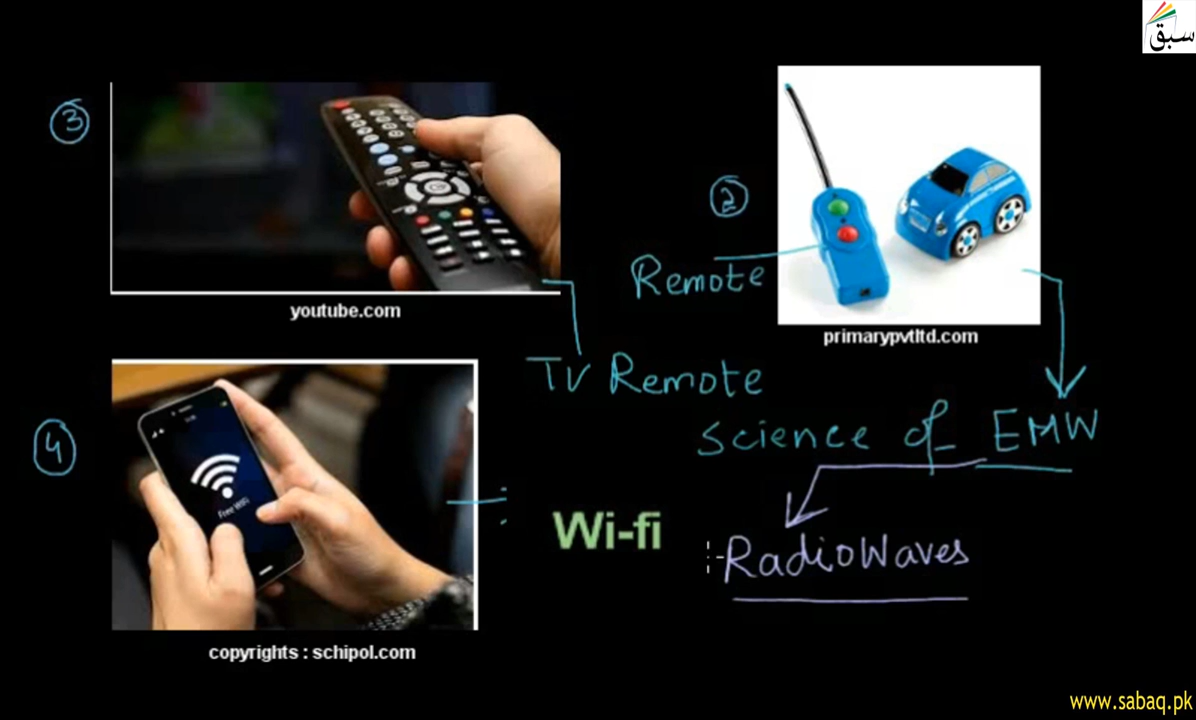 سبق
③
youtube.com
②
Remote
primarypvtltd.com
TV Remote
Science of EMW
④
Free WiFi
Wi-fi
RadioWaves
copyrights : schipol.com
www.sabaq.pk